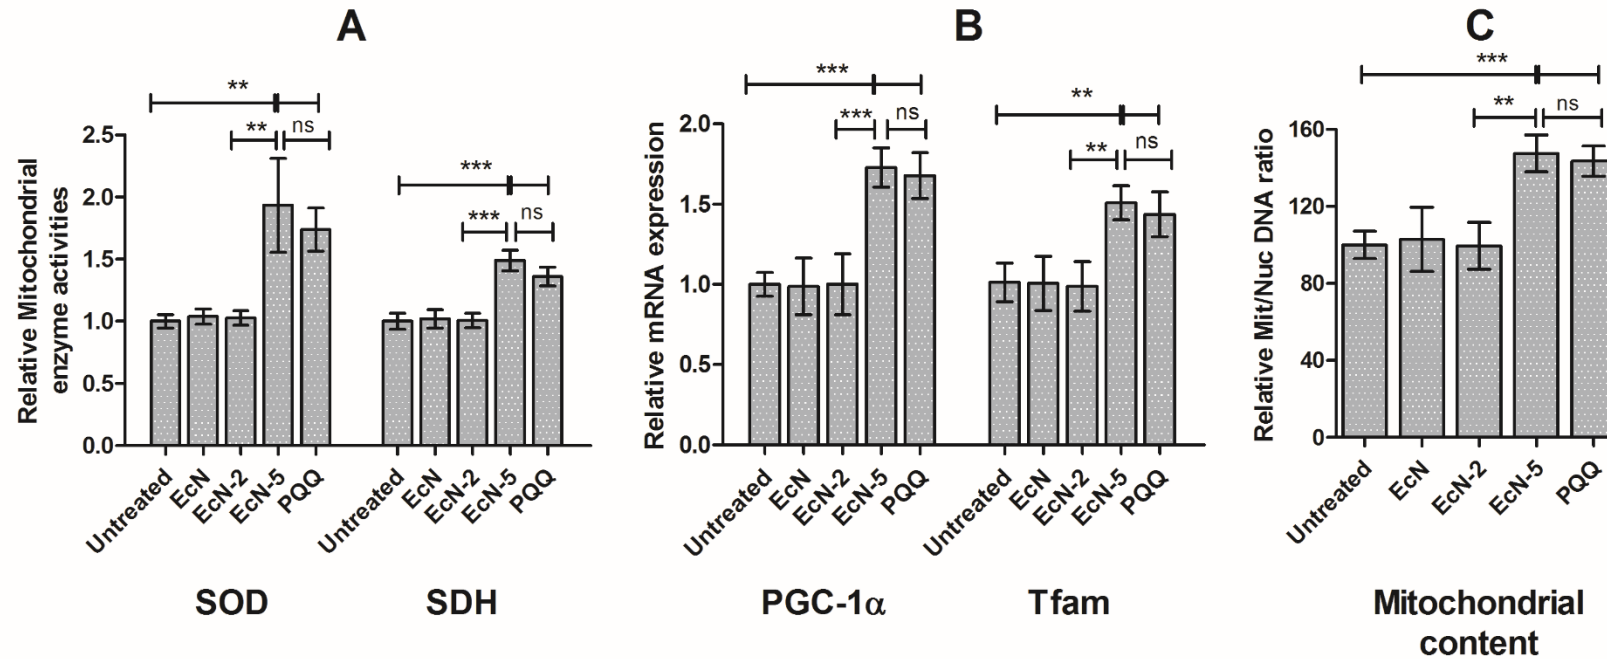 A
Relative Mitochondrial
enzyme activities
2.5
2.0
1.5
1.0
0.5
0.0
**
**
ns
***
***
ns
Untreated
EcN
EcN-2
EcN-5
PQQ
Untreated
EcN
EcN-2
EcN-5
PQQ
SOD
SDH
B
Relative mRNA expression
2.0
1.5
1.0
0.5
0.0
***
***
ns
**
**
ns
Untreated
EcN
EcN-2
EcN-5
PQQ
Untreated
EcN
EcN-2
EcN-5
PQQ
PGC-1α
Tfam
C
Relative Mit/Nuc DNA ratio
160
120
80
40
0
***
**
ns
Untreated
EcN
EcN-2
EcN-5
PQQ
Mitochondrial
content